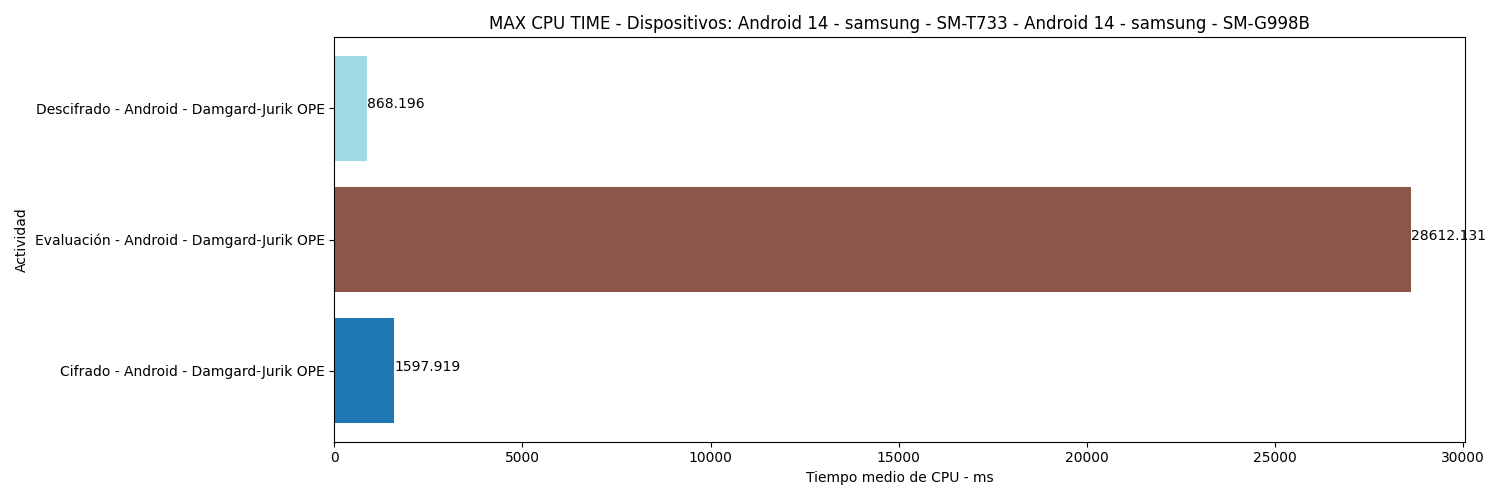 MAX CPU TIME - Dispositivos: Android 14 - samsung - SM-T733 - Android 14 - samsung - SM-G998B
Actividad
Descifrado - Android - Damgard-Jurik OPE
868.196
Evaluación - Android - Damgard-Jurik OPE
28612.131
Cifrado - Android - Damgard-Jurik OPE
1597.919
0 5000 10000 15000 20000 25000 30000
Tiempo medio de CPU - ms